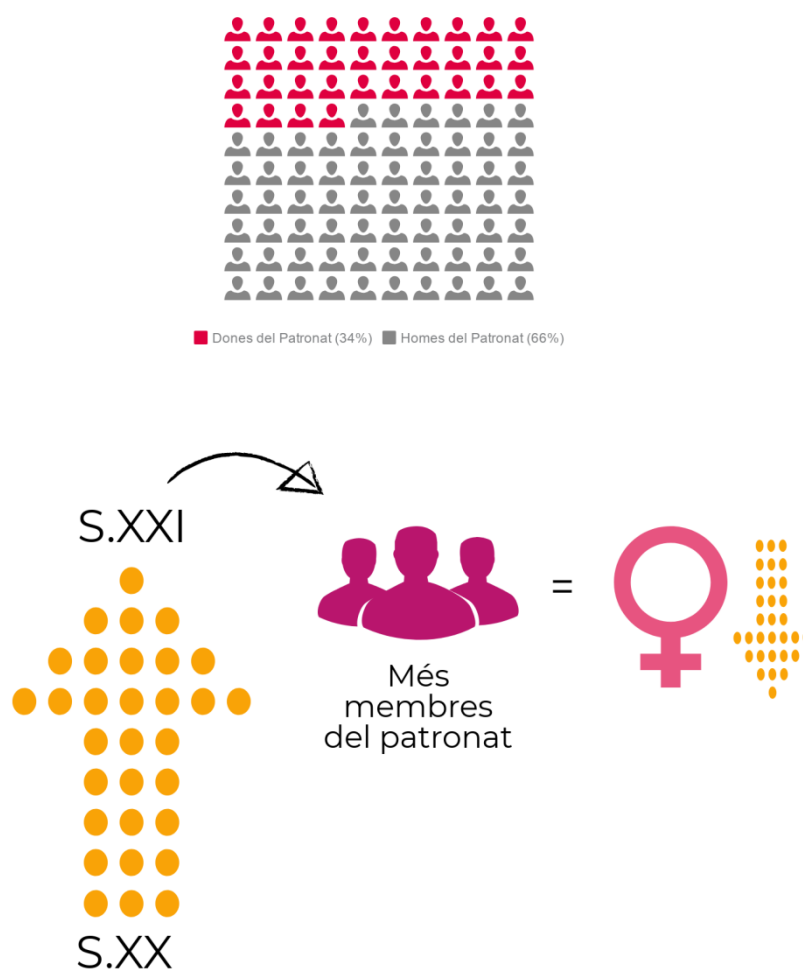 Dones del Patronat (34%) Homes del Patronat (66%)
S.XXI
=
Més
membres
del patronat
S.XX